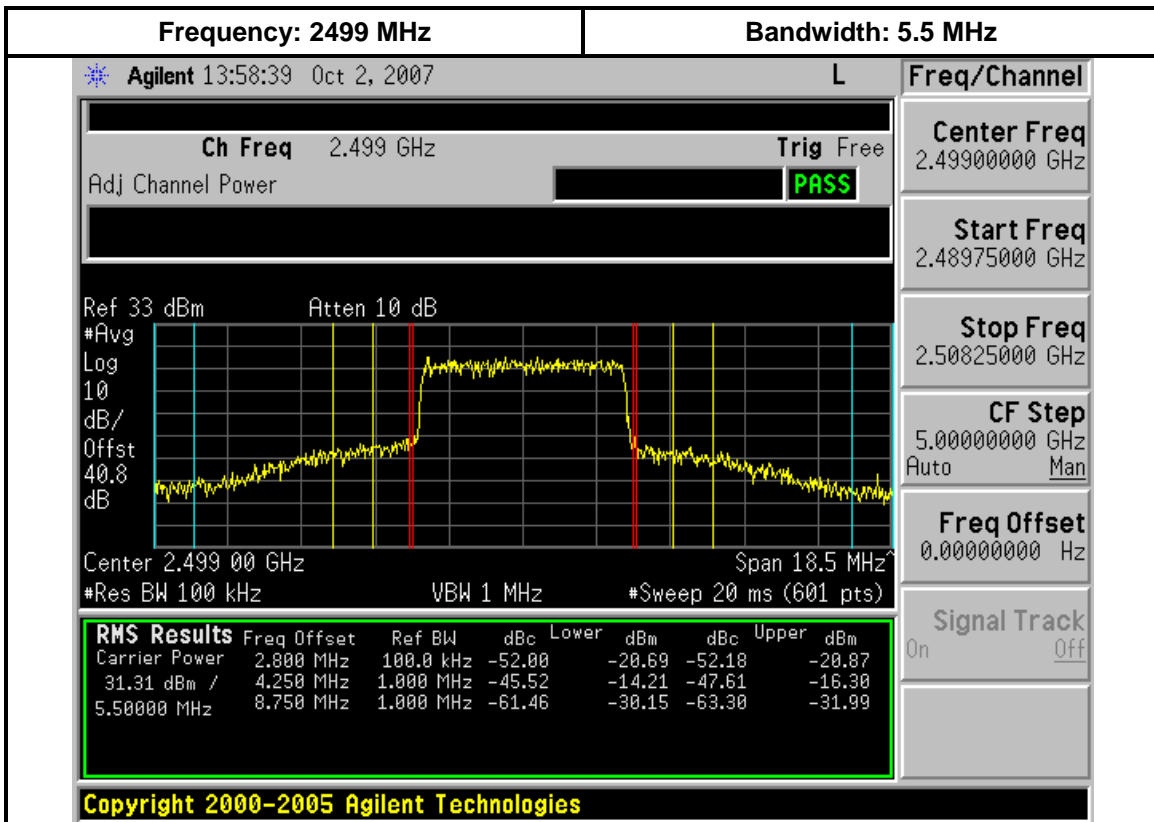 Frequency: 2499 MHz Bandwidth: 5.5 MHz
Agilent 13:58:39 Oct 2, 2007 L Freq/Channel
Ch Freq 2.499 GHz Trig Free
Adj Channel Power PASS
Center Freq
2.49900000 GHz
Start Freq
2.48975000 GHz
Stop Freq
2.50825000 GHz
CF Step
5.00000000 GHz
Auto Man
Freq Offset
0.00000000 Hz
Signal Track
On Off
Ref 33 dBm Atten 10 dB
#Avg
Log
10
dB/
Offst
40.8
dB
Center 2.499 00 GHz Span 18.5 MHz^
#Res BW 100 kHz VBW 1 MHz #Sweep 20 ms (601 pts)
RMS Results Freq Offset Ref BW dBc Lower dBm dBc Upper dBm
Carrier Power 2.800 MHz 100.0 kHz -52.00 -20.69 -52.18 -20.87
31.31 dBm / 4.250 MHz 1.000 MHz -45.52 -14.21 -47.61 -16.30
5.50000 MHz 8.750 MHz 1.000 MHz -61.46 -30.15 -63.30 -31.99
Copyright 2000-2005 Agilent Technologies